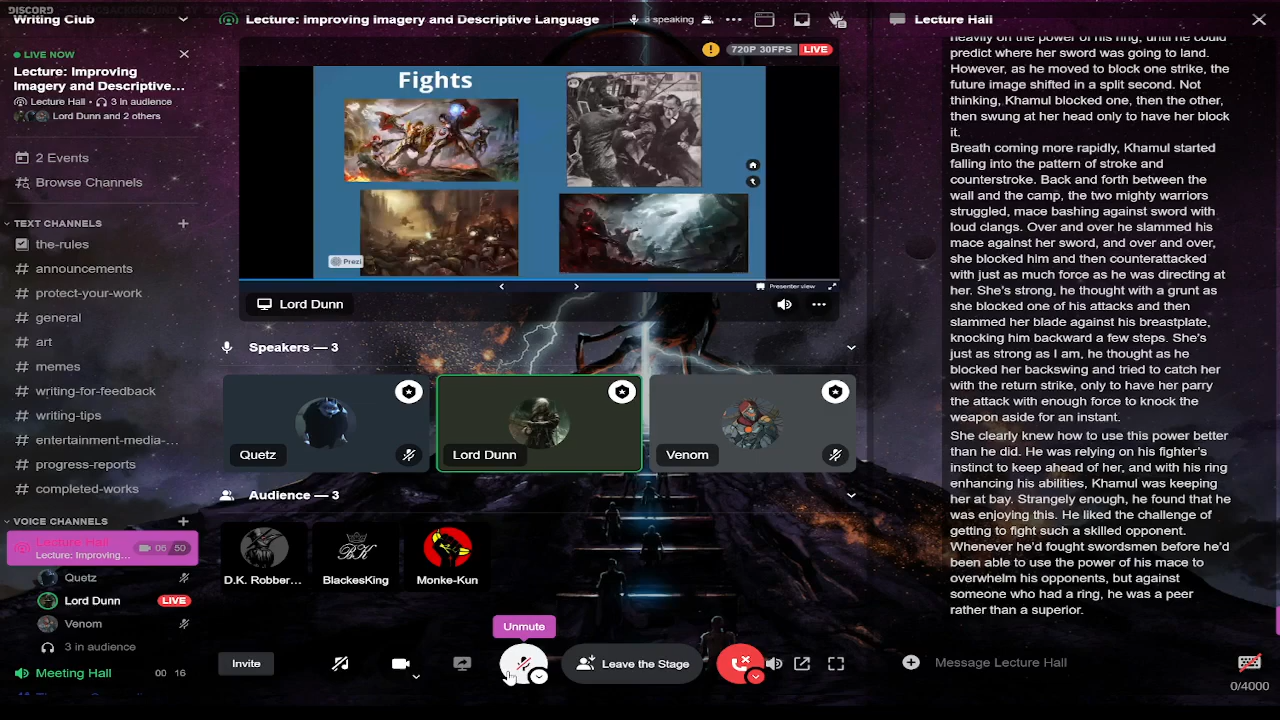 DISCORD
Writing Club
Lecture: Improving Imagery and Descriptive Language
speaking
Lecture Hall
LIVE NOW
Lecture: Improving
Imagery and Descriptive...
Lecture Hall • 3 in audience
Lord Dunn and 2 others
2 Events
Browse Channels
TEXT CHANNELS
the-rules
announcements
protect-your-work
general
art
memes
writing-for-feedback
writing-tips
entertainment-media-...
progress-reports
completed-works
VOICE CHANNELS
Lecture Hall
06 50
Lecture: Improving...
Quetz
Lord Dunn
LIVE
Venom
3 in audience
Meeting Hall
00 16
720P 30FPS
LIVE
Fights
Prezi
Presenter view
Lord Dunn
Speakers — 3
Quetz
Lord Dunn
Venom
Audience — 3
D.K. Robber...
BlackesKing
Monke-Kun
Unmute
Invite
Leave the Stage
heavily on the power of his ring, until he could
predict where her sword was going to land.
However, as he moved to block one strike, the
future image shifted in a split second. Not
thinking, Khamul blocked one, then the other,
then swung at her head only to have her block
it.
Breath coming more rapidly, Khamul started
falling into the pattern of stroke and
counterstroke. Back and forth between the
wall and the camp, the two mighty warriors
struggled, mace bashing against sword with
loud clangs. Over and over he slammed his
mace against her sword, and over and over,
she blocked him and then counterattacked
with just as much force as he was directing at
her. She's strong, he thought with a grunt as
she blocked one of his attacks and then
slammed her blade against his breastplate,
knocking him backward a few steps. She's
just as strong as I am, he thought as he
blocked her backswing and tried to catch her
with the return strike, only to have her parry
the attack with enough force to knock the
weapon aside for an instant.
She clearly knew how to use this power better
than he did. He was relying on his fighter's
instinct to keep ahead of her, and with his ring
enhancing his abilities, Khamul was keeping
her at bay. Strangely enough, he found that he
was enjoying this. He liked the challenge of
getting to fight such a skilled opponent.
Whenever he'd fought swordsmen before he'd
been able to use the power of his mace to
overwhelm his opponents, but against
someone who had a ring, he was a peer
rather than a superior.
Message Lecture Hall
0/4000